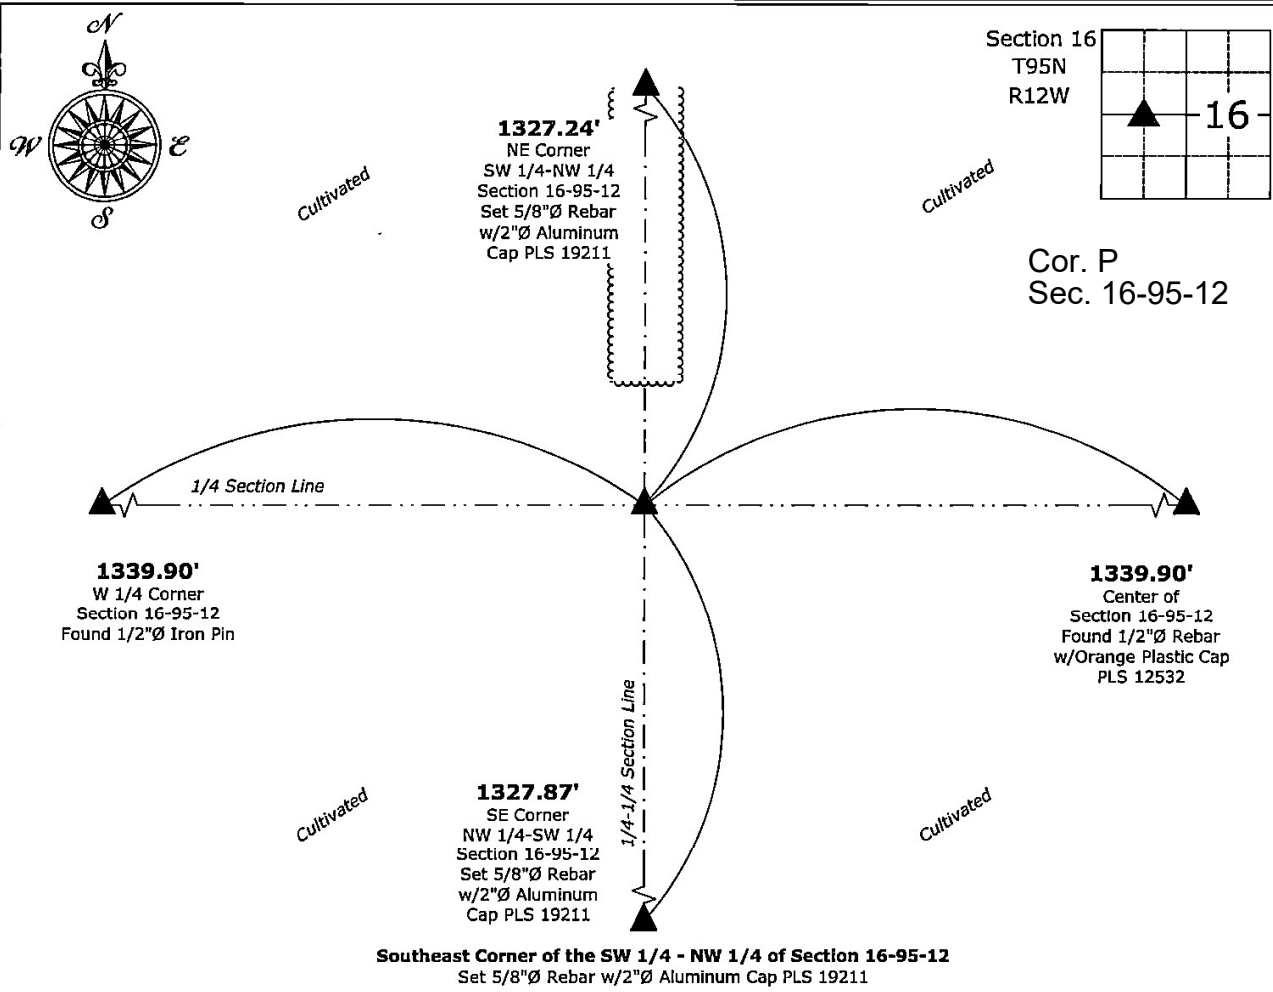 N
W
E
S
Section 16
T95N
R12W
16
Cor. P
Sec. 16-95-12
1327.24'
NE Corner
SW 1/4-NW 1/4
Section 16-95-12
Set 5/8"Ø Rebar
w/2"Ø Aluminum
Cap PLS 19211
Cultivated
Cultivated
1/4 Section Line
1339.90'
W 1/4 Corner
Section 16-95-12
Found 1/2"Ø Iron Pin
1339.90'
Center of
Section 16-95-12
Found 1/2"Ø Rebar
w/Orange Plastic Cap
PLS 12532
1/4-1/4 Section Line
Cultivated
Cultivated
1327.87'
SE Corner
NW 1/4-SW 1/4
Section 16-95-12
Set 5/8"Ø Rebar
w/2"Ø Aluminum
Cap PLS 19211
Southeast Corner of the SW 1/4 - NW 1/4 of Section 16-95-12
Set 5/8"Ø Rebar w/2"Ø Aluminum Cap PLS 19211